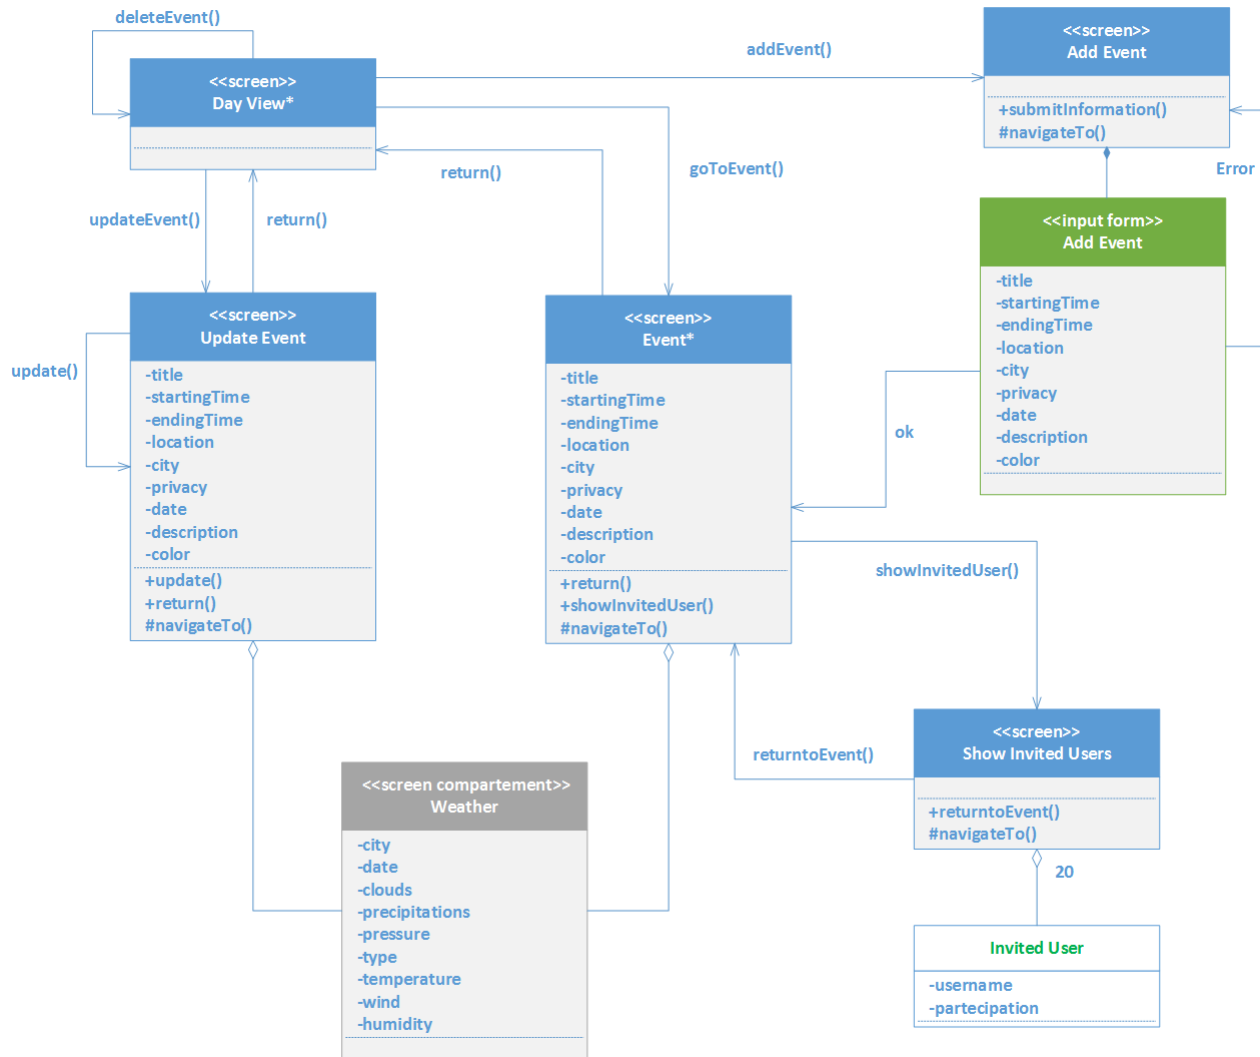 deleteEvent()
<<screen>>
Day View*
addEvent()
<<screen>>
Add Event
+submitInformation()
#navigateTo()
return()
goToEvent()
Error
updateEvent()
return()
<<input form>>
Add Event
-title
-startingTime
-endingTime
-location
-city
-privacy
-date
-description
-color
<<screen>>
Update Event
update()
-title
-startingTime
-endingTime
-location
-city
-privacy
-date
-description
-color
+update()
+return()
#navigateTo()
<<screen>>
Event*
-title
-startingTime
-endingTime
-location
-city
-privacy
-date
-description
-color
+return()
+showInvitedUser()
#navigateTo()
ok
showInvitedUser()
returntoEvent()
<<screen>>
Show Invited Users
+returntoEvent()
#navigateTo()
20
<<screen compartement>>
Weather
-city
-date
-clouds
-precipitations
-pressure
-type
-temperature
-wind
-humidity
Invited User
-username
-partecipation